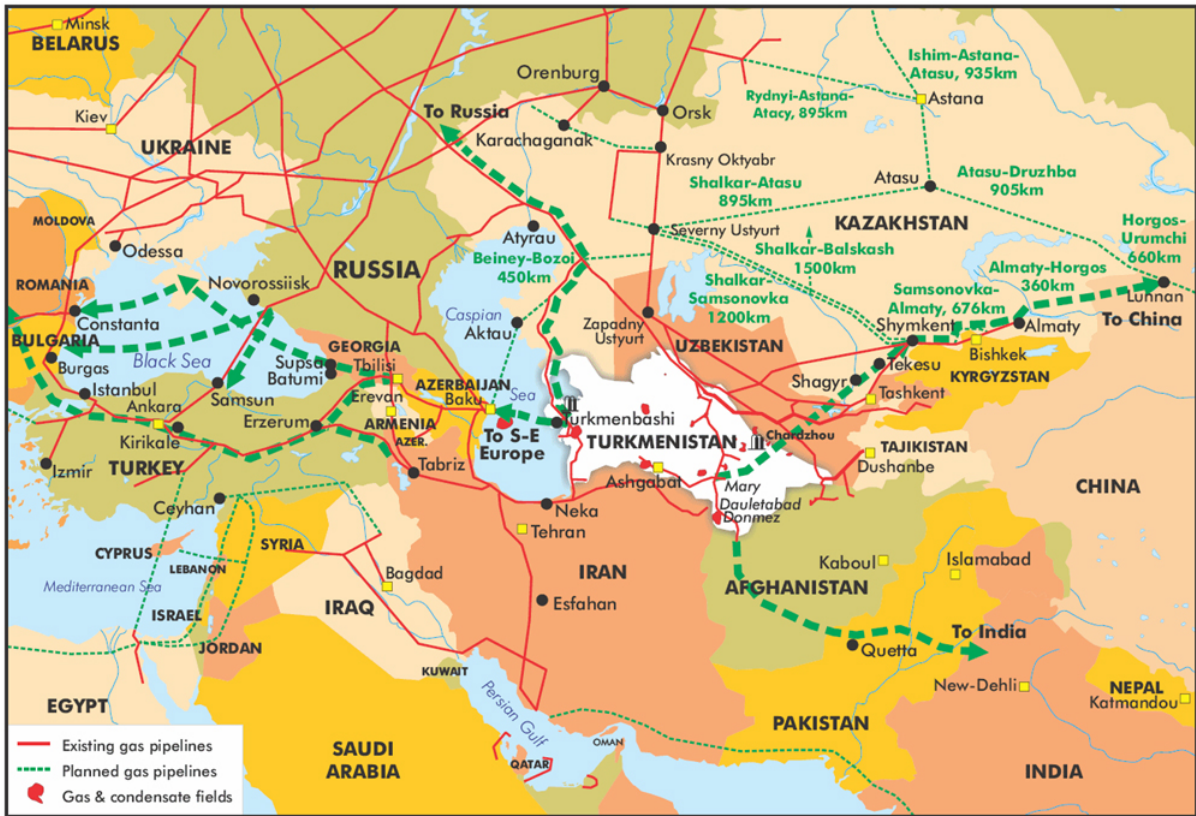 Minsk
BELARUS
Kiev
UKRAINE
MOLDOVA
Odessa
ROMANIA
Constanta
BULGARIA
Burgas
Istanbul
Ankara
Kirikale
TURKEY
Izmir
Black Sea
Novorossiisk
Samsun
Supsa
Batumi
GEORGIA
Tbilisi
Erevan
ARMENIA
AZER.
AZERBAIJAN
Baku
Erzerum
Tabriz
Ceyhan
RUSSIA
To Russia
Orenburg
Karachaganak
Orsk
Krasny Oktyabr
Atyrau
Beiney-Bozoi
450km
Caspian
Sea
Aktau
To S-E
Europe
Severny Ustyurt
Shalkar-Atasu
895km
Rydnyi-Astana-
Atacy, 895km
Ishim-Astana-
Atasu, 935km
Astana
Atasu
Atasu-Druzhba
905km
KAZAKHSTAN
Shalkar-Balskash
1500km
Shalkar-
Samsonovka
1200km
Horgos-
Urumchi
660km
Almaty-Horgos
360km
Samsonovka-
Almaty, 676km
Luhnan
To China
Shymkent
Almaty
Bishkek
KYRGYZSTAN
Tekesu
Shagyr
Tashkent
Zapadny
Ustyurt
UZBEKISTAN
Turkmenbashi
TURKMENISTAN
Chardzhou
Ashgabat
Mary
Dauletabad
Donmez
TAJIKISTAN
Dushanbe
CHINA
Neka
Tehran
IRAN
Esfahan
Kaboul
AFGHANISTAN
Islamabad
To India
Quetta
New-Dehli
NEPAL
Katmandou
PAKISTAN
INDIA
CYPRUS
LEBANON
SYRIA
Mediterranean Sea
ISRAEL
JORDAN
Bagdad
IRAQ
KUWAIT
Persian Gulf
EGYPT
SAUDI
ARABIA
QATAR
OMAN
Existing gas pipelines
Planned gas pipelines
Gas & condensate fields